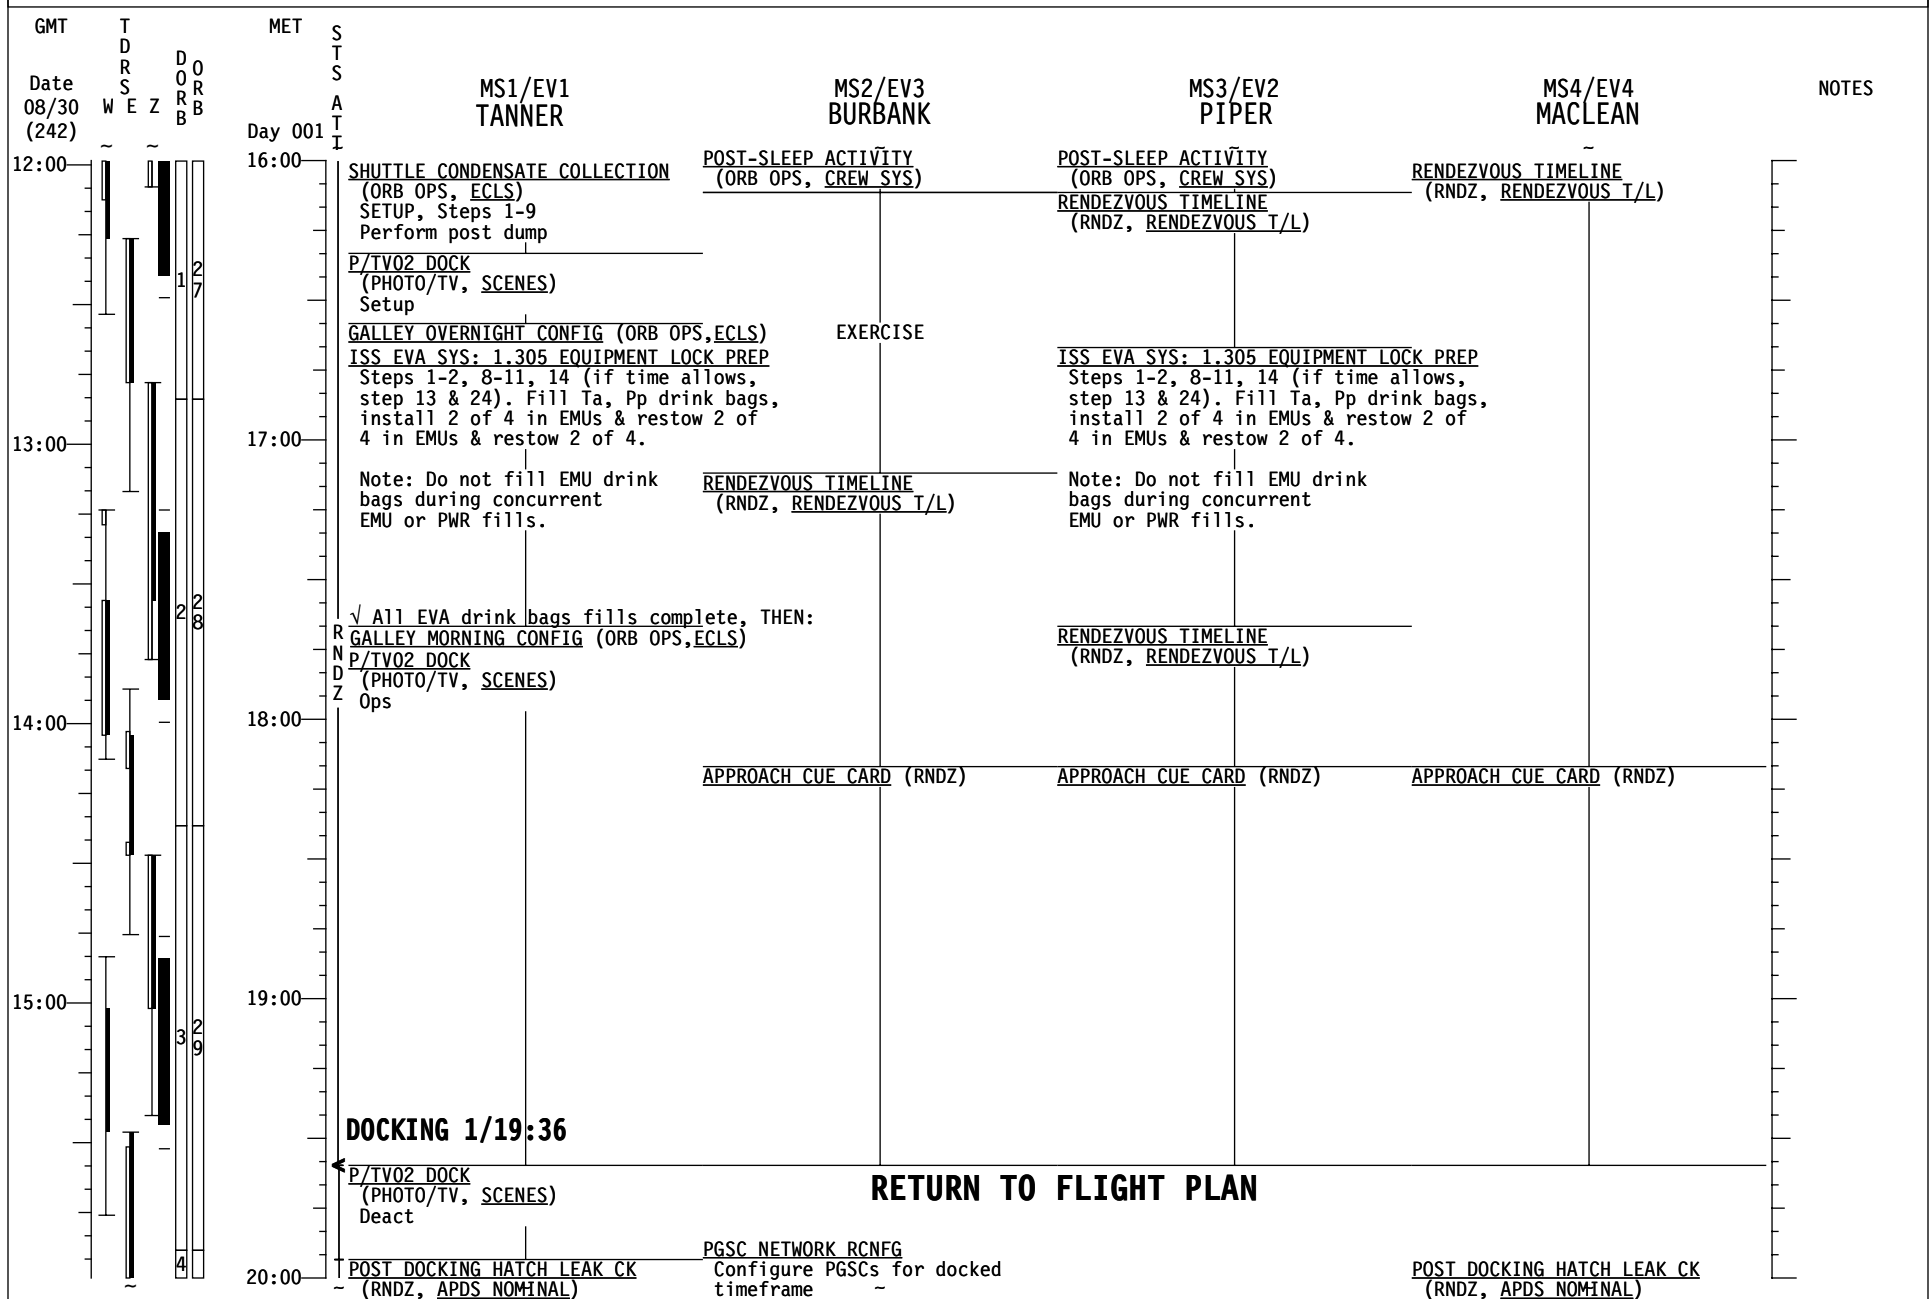 GMT
TDRS
MET
STS ATT
DORB
ORB
Date
08/30
(242)
W E Z
Day 001
MS1/EV1
TANNER
MS2/EV3
BURBANK
MS3/EV2
PIPER
MS4/EV4
MACLEAN
NOTES
12:00
13:00
14:00
15:00
1
2
3
4
27
28
29
16:00
17:00
18:00
19:00
20:00
RNDZ
SHUTTLE CONDENSATE COLLECTION
(ORB OPS, ECLS)
SETUP, Steps 1-9
Perform post dump
P/TV02 DOCK
(PHOTO/TV, SCENES)
Setup
GALLEY OVERNIGHT CONFIG (ORB OPS,ECLS)
ISS EVA SYS: 1.305 EQUIPMENT LOCK PREP
Steps 1-2, 8-11, 14 (if time allows,
step 13 & 24). Fill Ta, Pp drink bags,
install 2 of 4 in EMUs & restow 2 of
4 in EMUs & restow 2 of 4.
Note: Do not fill EMU drink
bags during concurrent
EMU or PWR fills.
√ All EVA drink bags fills complete, THEN:
GALLEY MORNING CONFIG (ORB OPS,ECLS)
P/TV02 DOCK
(PHOTO/TV, SCENES)
Ops
DOCKING 1/19:36
P/TV02 DOCK
(PHOTO/TV, SCENES)
Deact
POST DOCKING HATCH LEAK CK
(RNDZ, APDS NOMINAL)
POST-SLEEP ACTIVITY
(ORB OPS, CREW SYS)
EXERCISE
RENDEZVOUS TIMELINE
(RNDZ, RENDEZVOUS T/L)
APPROACH CUE CARD (RNDZ)
RETURN TO FLIGHT PLAN
PGSC NETWORK RCNFG
Configure PGSCs for docked
timeframe
POST-SLEEP ACTIVITY
(ORB OPS, CREW SYS)
RENDEZVOUS TIMELINE
(RNDZ, RENDEZVOUS T/L)
ISS EVA SYS: 1.305 EQUIPMENT LOCK PREP
Steps 1-2, 8-11, 14 (if time allows,
step 13 & 24). Fill Ta, Pp drink bags,
install 2 of 4 in EMUs & restow 2 of
4 in EMUs & restow 2 of 4.
Note: Do not fill EMU drink
bags during concurrent
EMU or PWR fills.
RENDEZVOUS TIMELINE
(RNDZ, RENDEZVOUS T/L)
APPROACH CUE CARD (RNDZ)
RENDEZVOUS TIMELINE
(RNDZ, RENDEZVOUS T/L)
APPROACH CUE CARD (RNDZ)
POST DOCKING HATCH LEAK CK
(RNDZ, APDS NOMINAL)